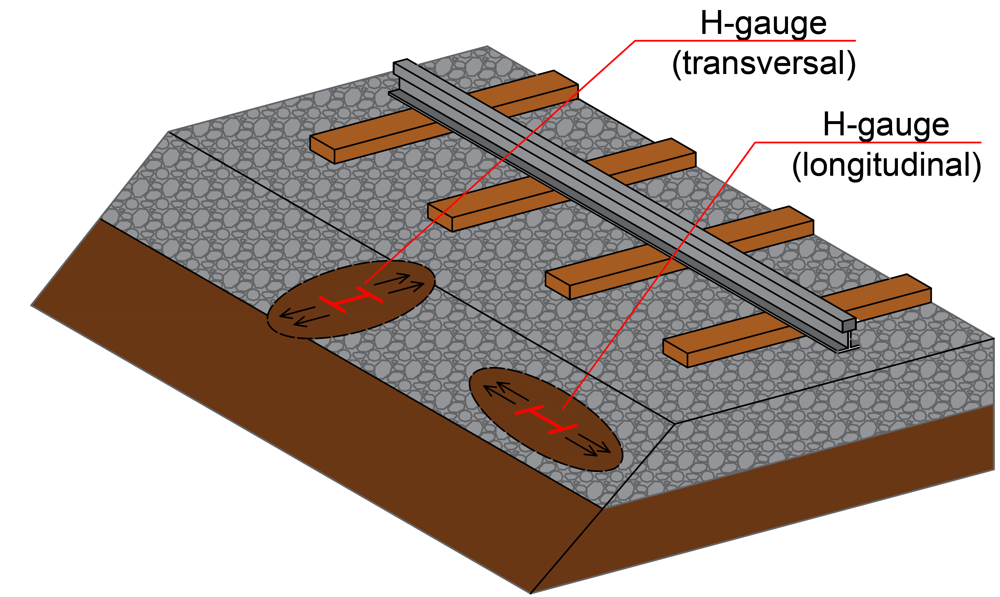 H-gauge
(transversal)
H-gauge
(longitudinal)